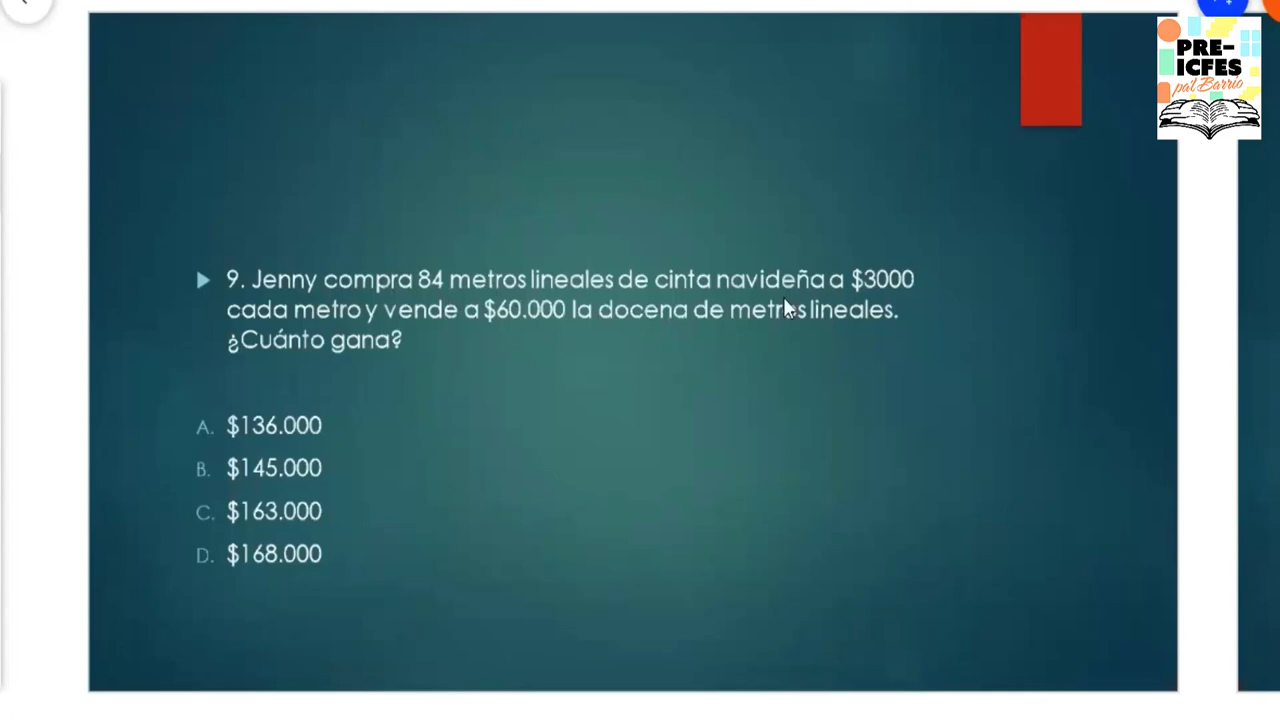 PRE-
ICFES
pa'l Barrio
9. Jenny compra 84 metros lineales de cinta navideña a $3000
cada metro y vende a $60.000 la docena de metros lineales.
¿Cuánto gana?
A. $136.000
B. $145.000
C. $163.000
D. $168.000